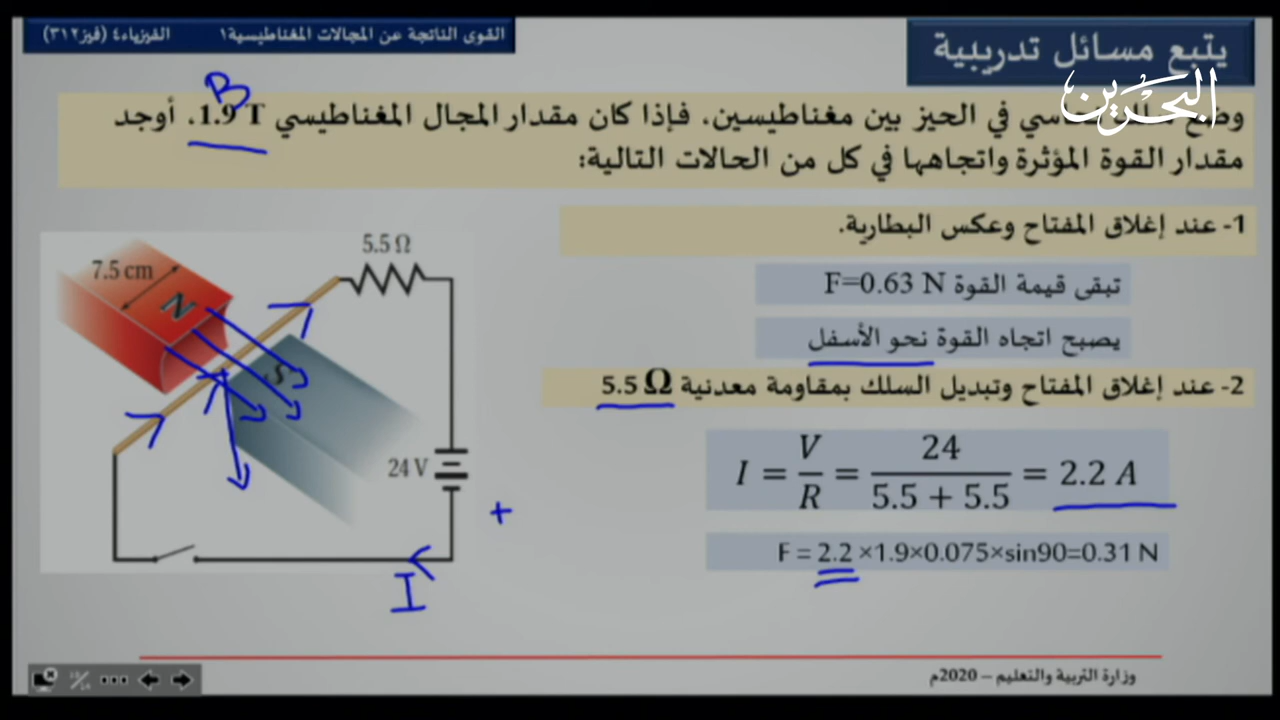 يتبع مسائل تدريبية
القوى الناتجة عن المجالات المغناطيسية١ الفيزياء٤ (فيز٣١٢)
البحرين
B
في الحيز بين مغناطيسين، فإذا كان مقدار المجال المغناطيسي 1.9 T، أوجد
مقدار القوة المؤثرة واتجاهها في كل من الحالات التالية:
1- عند إغلاق المفتاح وعكس البطارية.
تبقى قيمة القوة F=0.63 N
يصبح اتجاه القوة نحو الأسفل
2- عند إغلاق المفتاح وتبديل السلك بمقاومة معدنية 5.5 Ω
I = V/R = 24/(5.5 + 5.5) = 2.2 A
F = 2.2 ×1.9×0.075×sin90=0.31 N
5.5 Ω
7.5 cm
N
S
24 V
+
I
وزارة التربية والتعليم – 2020م